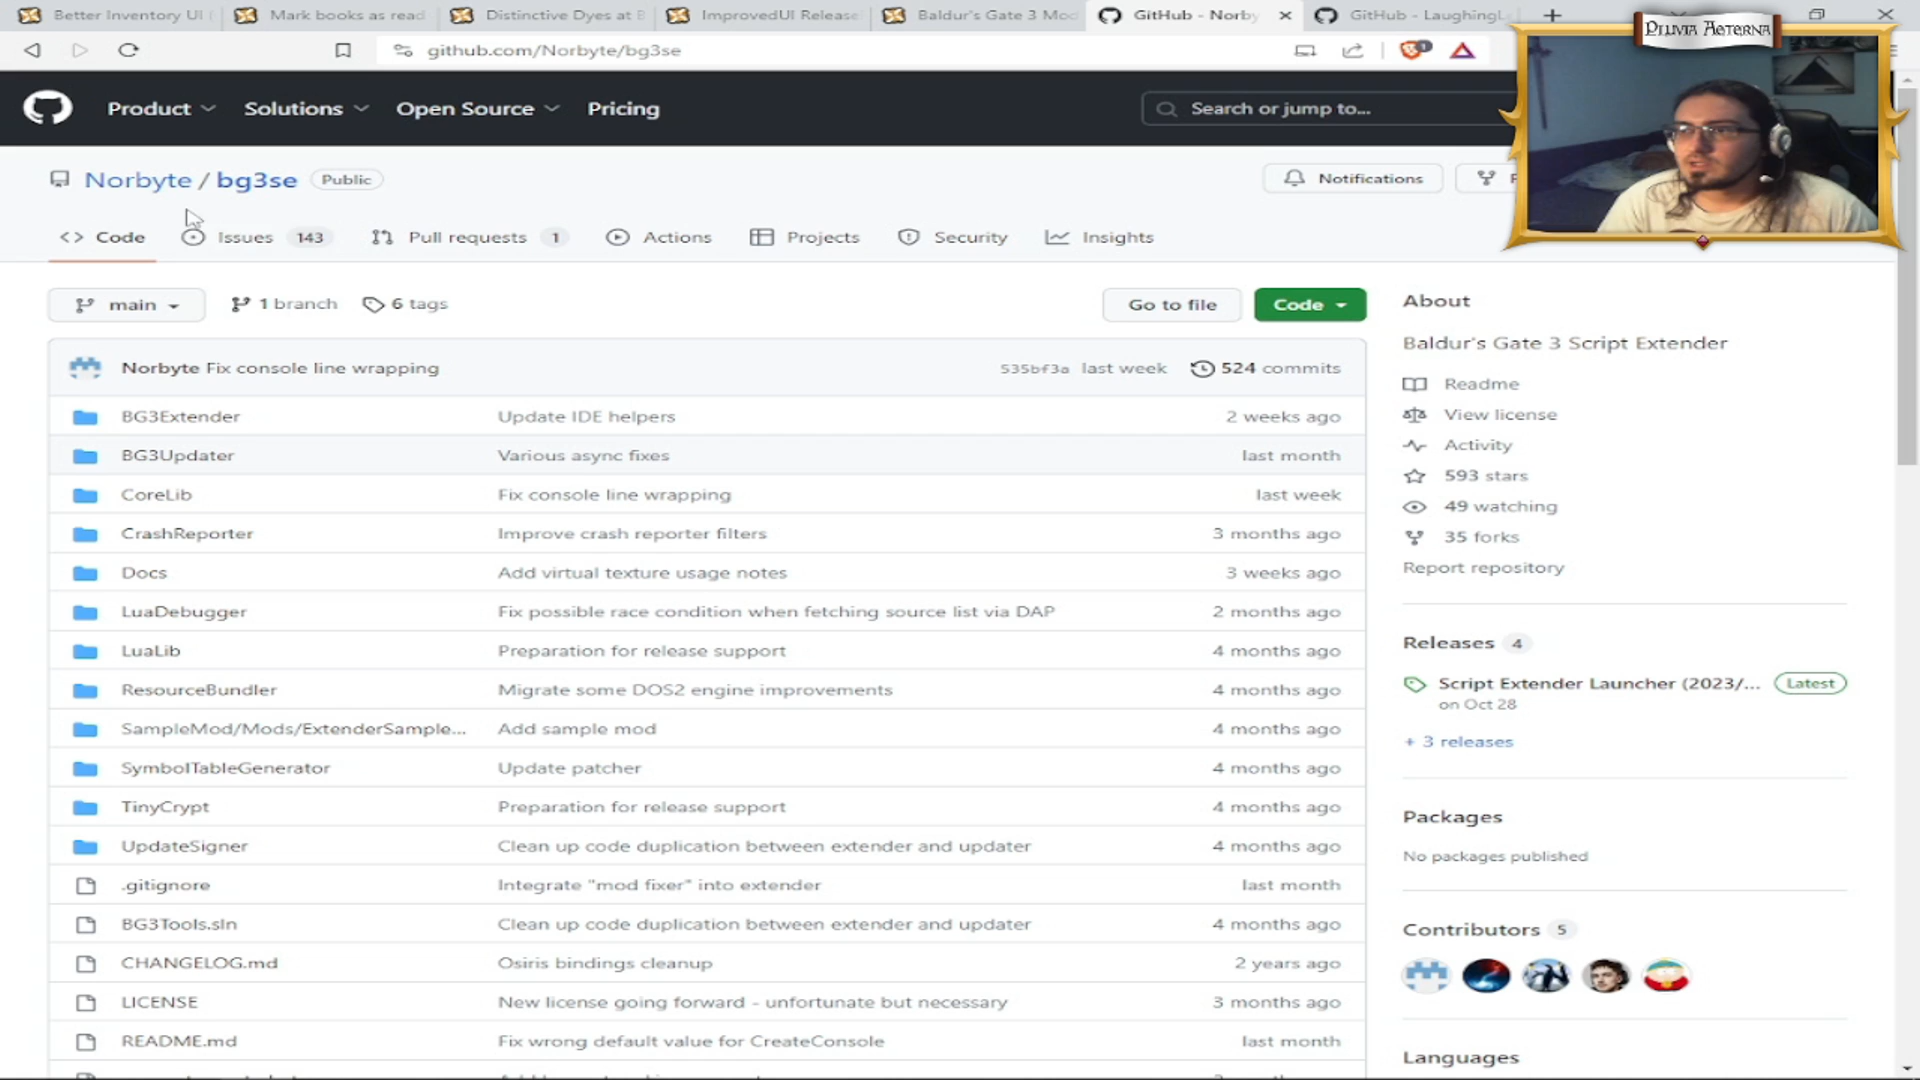 Better Inventory UI
Mark books as read
Distinctive Dyes at B
ImprovedUI Release
Baldur's Gate 3 Mod
GitHub - Norby
GitHub - LaughingLe
github.com/Norbyte/bg3se
1
Pluvia Aeterna
Product
Solutions
Open Source
Pricing
Search or jump to...
Norbyte / bg3se
Public
Notifications
Code
Issues 143
Pull requests 1
Actions
Projects
Security
Insights
main
1 branch
6 tags
Go to file
Code
Norbyte Fix console line wrapping 535bf3a last week 524 commits
BG3Extender Update IDE helpers 2 weeks ago
BG3Updater Various async fixes last month
CoreLib Fix console line wrapping last week
CrashReporter Improve crash reporter filters 3 months ago
Docs Add virtual texture usage notes 3 weeks ago
LuaDebugger Fix possible race condition when fetching source list via DAP 2 months ago
LuaLib Preparation for release support 4 months ago
ResourceBundler Migrate some DOS2 engine improvements 4 months ago
SampleMod/Mods/ExtenderSample... Add sample mod 4 months ago
SymbolTableGenerator Update patcher 4 months ago
TinyCrypt Preparation for release support 4 months ago
UpdateSigner Clean up code duplication between extender and updater 4 months ago
.gitignore Integrate "mod fixer" into extender last month
BG3Tools.sln Clean up code duplication between extender and updater 4 months ago
CHANGELOG.md Osiris bindings cleanup 2 years ago
LICENSE New license going forward - unfortunate but necessary 3 months ago
README.md Fix wrong default value for CreateConsole last month
About
Baldur's Gate 3 Script Extender
Readme
View license
Activity
593 stars
49 watching
35 forks
Report repository
Releases 4
Script Extender Launcher (2023/... Latest
on Oct 28
+ 3 releases
Packages
No packages published
Contributors 5
Languages